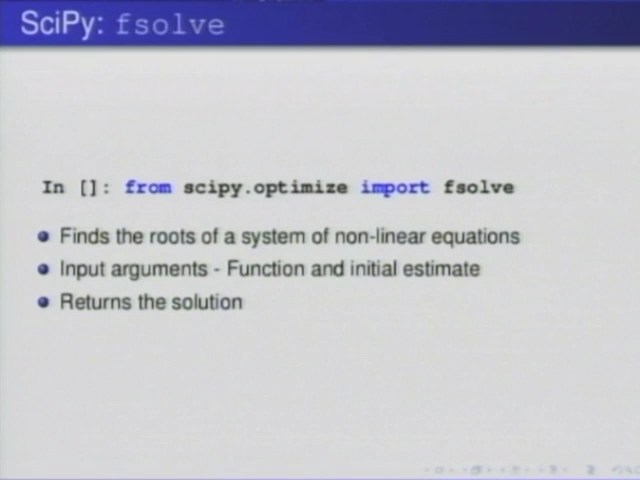 SciPy: fsolve
In []: from scipy.optimize import fsolve
Finds the roots of a system of non-linear equations
Input arguments - Function and initial estimate
Returns the solution